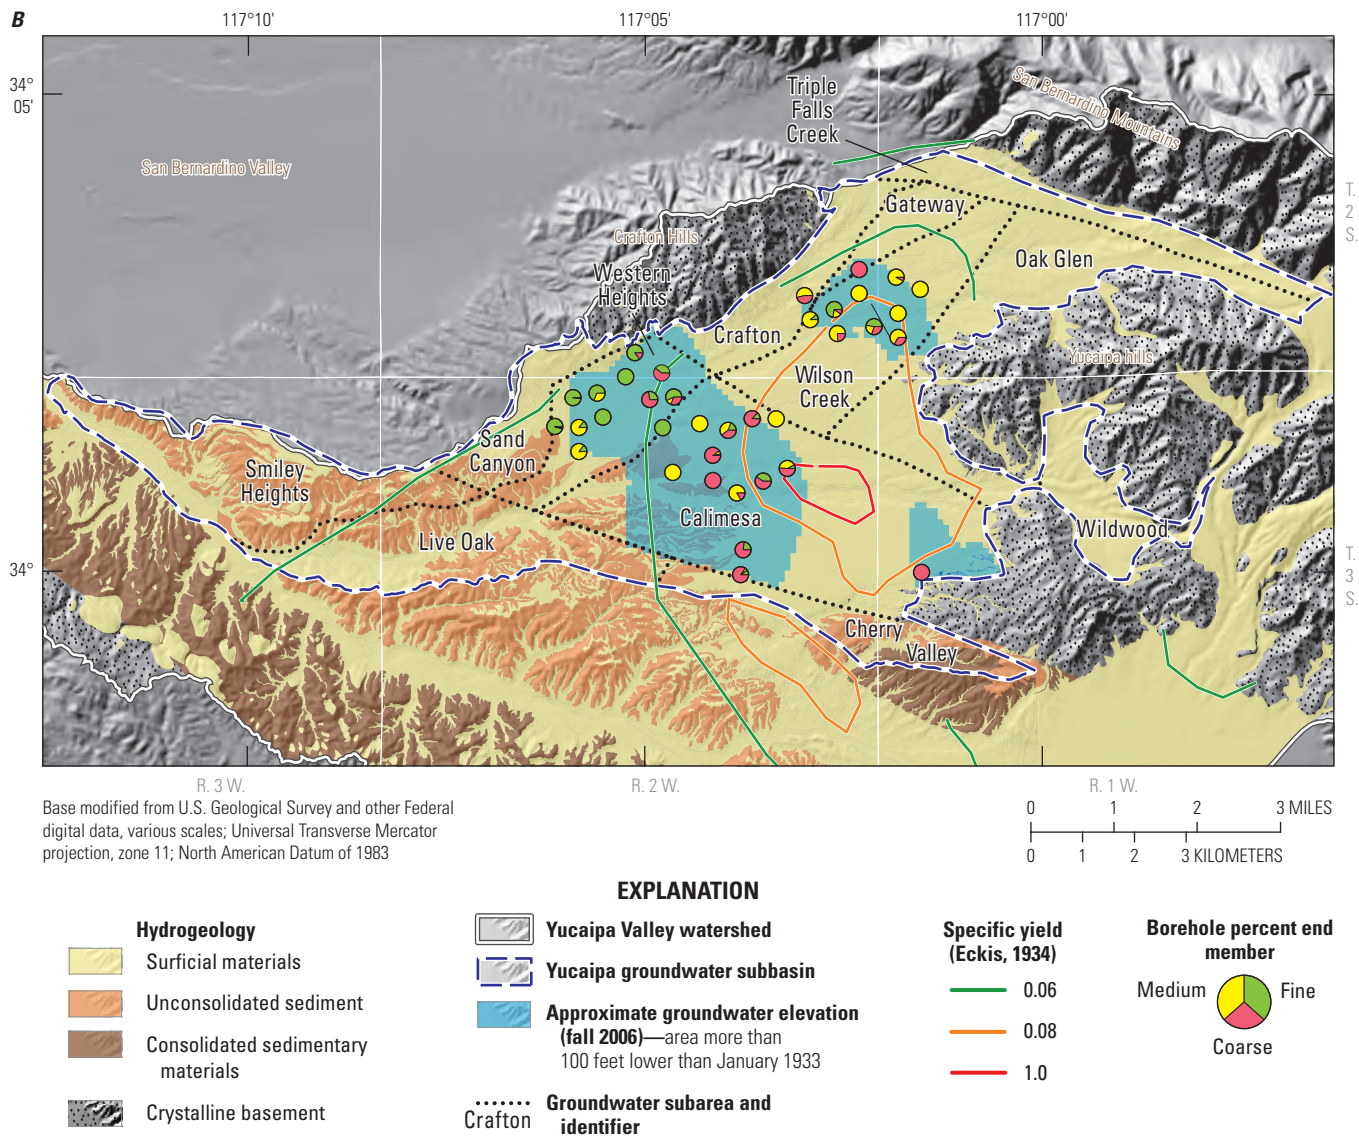 B
117°10'
117°05'
117°00'
34°
05'
Triple
Falls
Creek
San Bernardino Mountains
San Bernardino Valley
T.
2
S.
Gateway
Crafton Hills
Oak Glen
Western
Heights
Crafton
Yucaipa hills
Wilson
Creek
Sand
Canyon
Smiley
Heights
Calimesa
Wildwood
Live Oak
34°
T.
3
S.
Cherry
Valley
R. 3 W.
R. 2 W.
R. 1 W.
Base modified from U.S. Geological Survey and other Federal
digital data, various scales; Universal Transverse Mercator
projection, zone 11; North American Datum of 1983
0 1 2 3 MILES
0 1 2 3 KILOMETERS
EXPLANATION
Hydrogeology
Surficial materials
Unconsolidated sediment
Consolidated sedimentary
materials
Crystalline basement
Yucaipa Valley watershed
Yucaipa groundwater subbasin
Approximate groundwater elevation
(fall 2006)—area more than
100 feet lower than January 1933
Crafton
Groundwater subarea and
identifier
Specific yield
(Eckis, 1934)
0.06
0.08
1.0
Borehole percent end
member
Medium
Fine
Coarse